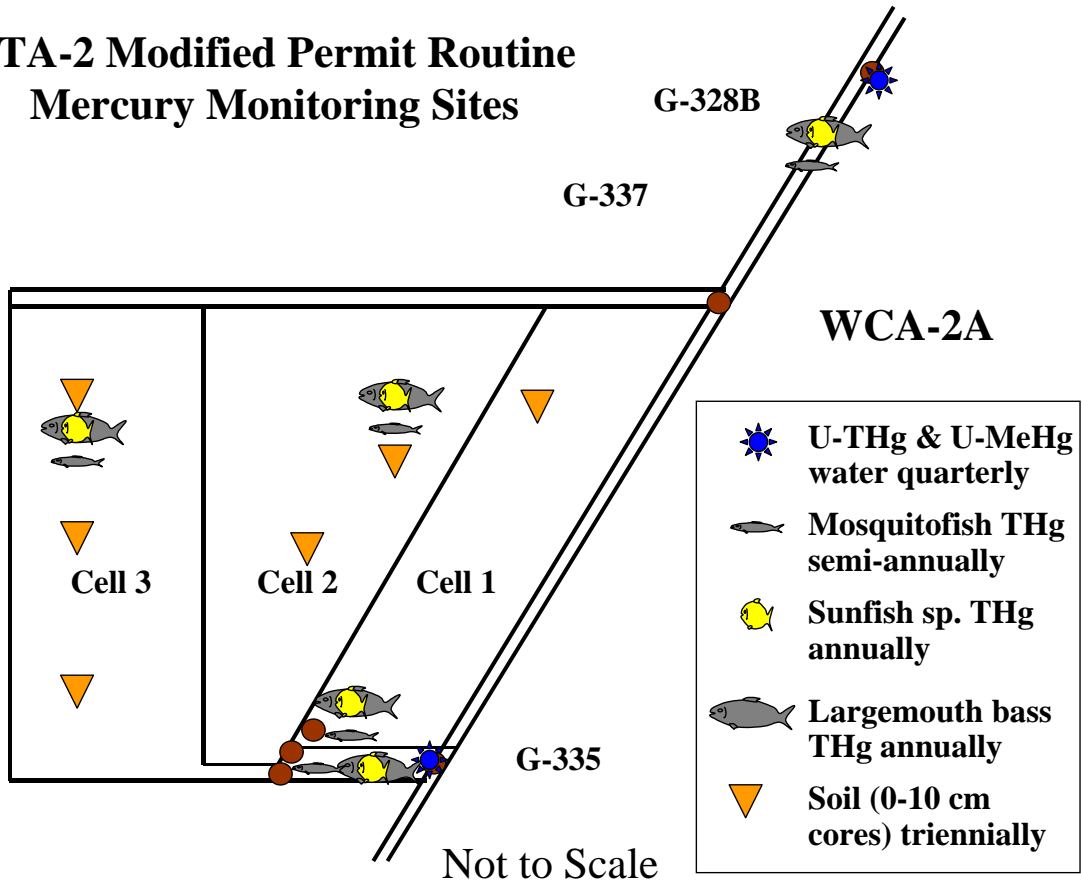 TA-2 Modified Permit Routine
Mercury Monitoring Sites
G-328B
G-337
WCA-2A
U-THg & U-MeHg
water quarterly
Mosquitofish THg
semi-annually
Sunfish sp. THg
annually
Largemouth bass
THg annually
Soil (0-10 cm
cores) triennially
Cell 3
Cell 2
Cell 1
G-335
Not to Scale